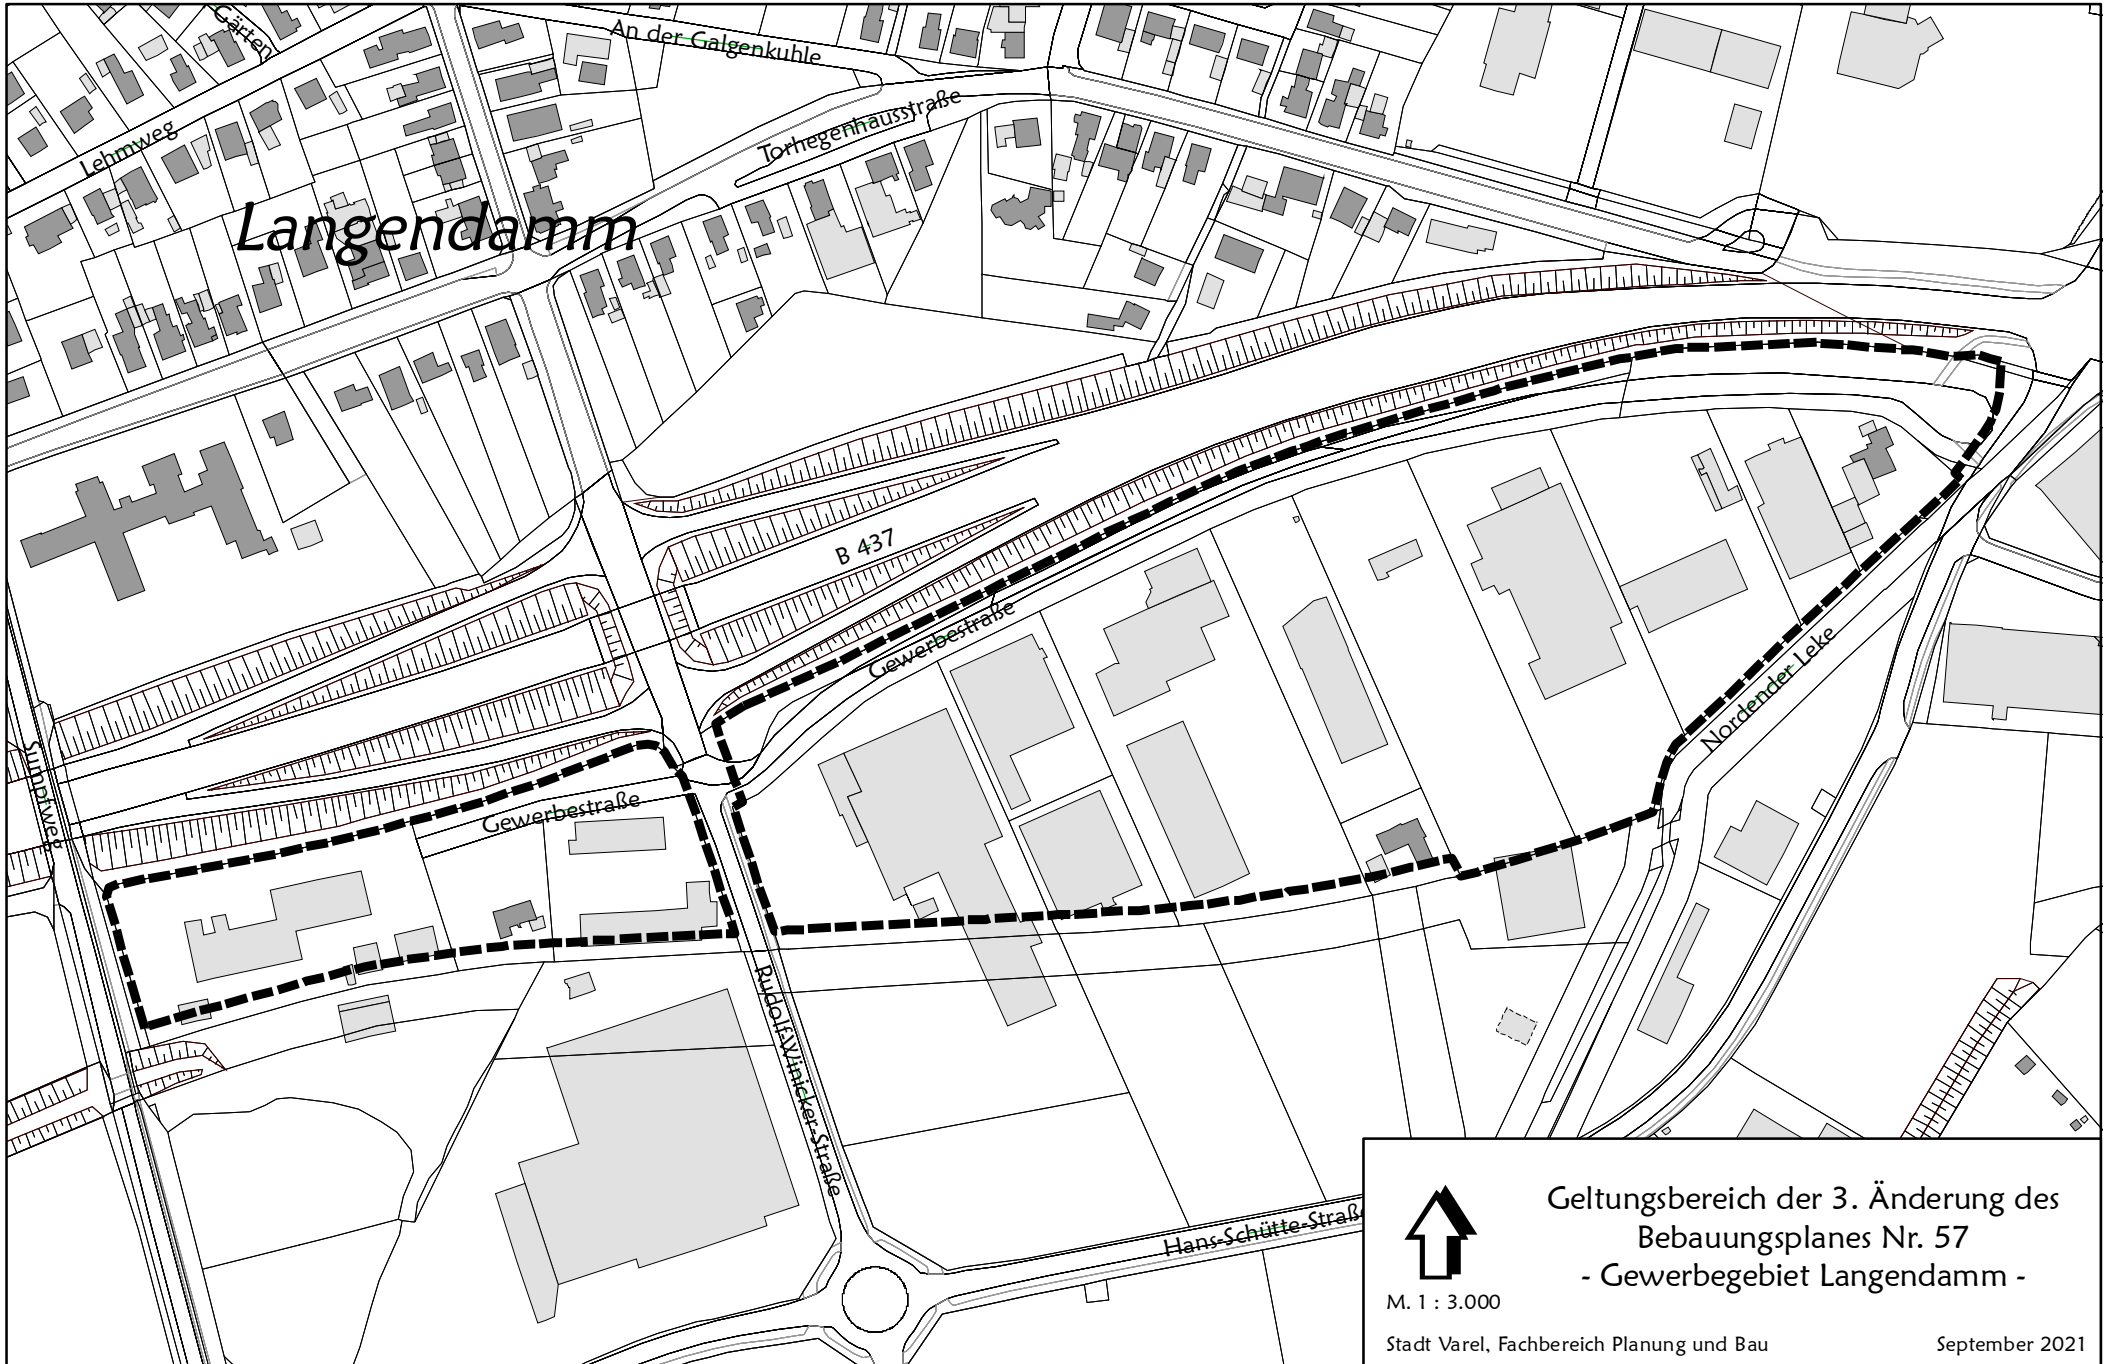 Gärten
An der Galgenkuhle
Lehmweg
Torhegenhausstraße
Langendamm
B 437
Gewerbestraße
Nordender Leke
Sumpfweg
Gewerbestraße
Rudolf-Winicker-Straße
Hans-Schütte-Straße
Geltungsbereich der 3. Änderung des
Bebauungsplanes Nr. 57
- Gewerbegebiet Langendamm -
M. 1 : 3.000
Stadt Varel, Fachbereich Planung und Bau
September 2021